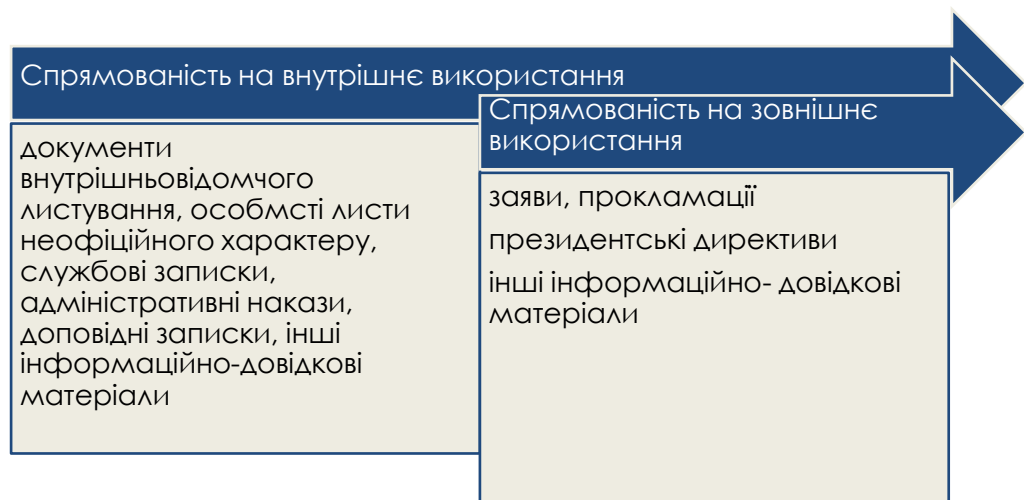 Спрямованість на внутрішнє використання
документи
внутрішньовідомчого
листування, особмсті листи
неофіційного характеру,
службові записки,
адміністративні накази,
доповідні записки, інші
інформаційно-довідкові
матеріали
Спрямованість на зовнішнє
використання
заяви, прокламації
президентські директиви
інші інформаційно- довідкові
матеріали